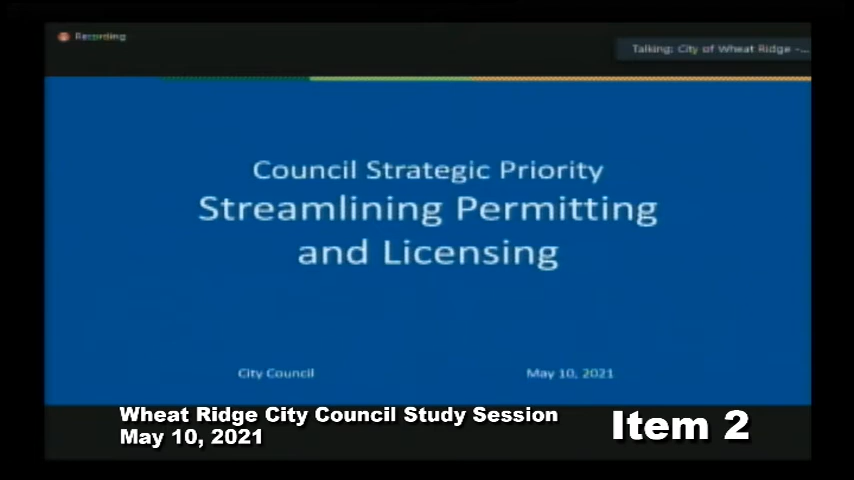 Recording
Talking: City of Wheat Ridge -...
Council Strategic Priority
Streamlining Permitting
and Licensing
City Council
May 10, 2021
Wheat Ridge City Council Study Session
May 10, 2021
Item 2